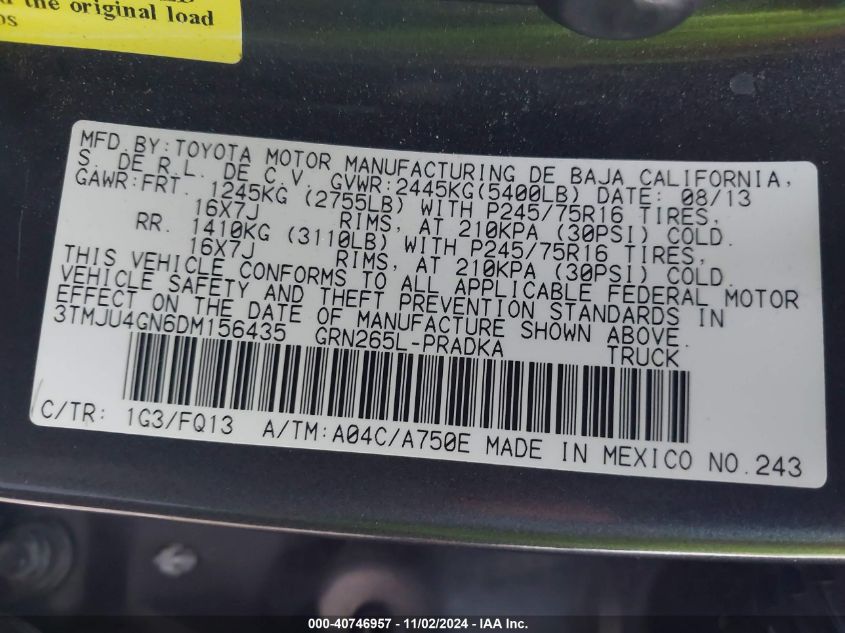 the original load
MFD.BY:TOYOTA MOTOR MANUFACTURING DE BAJA CALIFORNIA,
S. DE R.L. DE C.V. GVWR:2445KG(5400LB) DATE: 08/13
GAWR:FRT. 1245KG (2755LB) WITH P245/75R16 TIRES,
16X7J RIMS, AT 210KPA (30PSI) COLD.
RR. 1410KG (3110LB) WITH P245/75R16 TIRES,
16X7J RIMS, AT 210KPA (30PSI) COLD.
THIS VEHICLE CONFORMS TO ALL APPLICABLE FEDERAL MOTOR
VEHICLE SAFETY AND THEFT PREVENTION STANDARDS IN
EFFECT ON THE DATE OF MANUFACTURE SHOWN ABOVE.
3TMJU4GN6DM156435 GRN265L-PRADKA TRUCK
C/TR: 1G3/FQ13 A/TM:A04C/A750E MADE IN MEXICO NO.243
000-40746957 - 11/02/2024 - IAAI.com